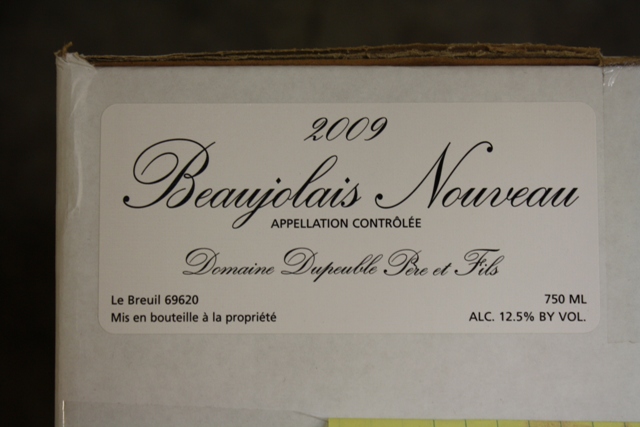 2009
Beaujolais Nouveau
APPELLATION CONTRÔLÉE
Domaine Dupeuble Père et Fils
Le Breuil 69620
750 ML
Mis en bouteille à la propriété
ALC. 12.5% BY VOL.